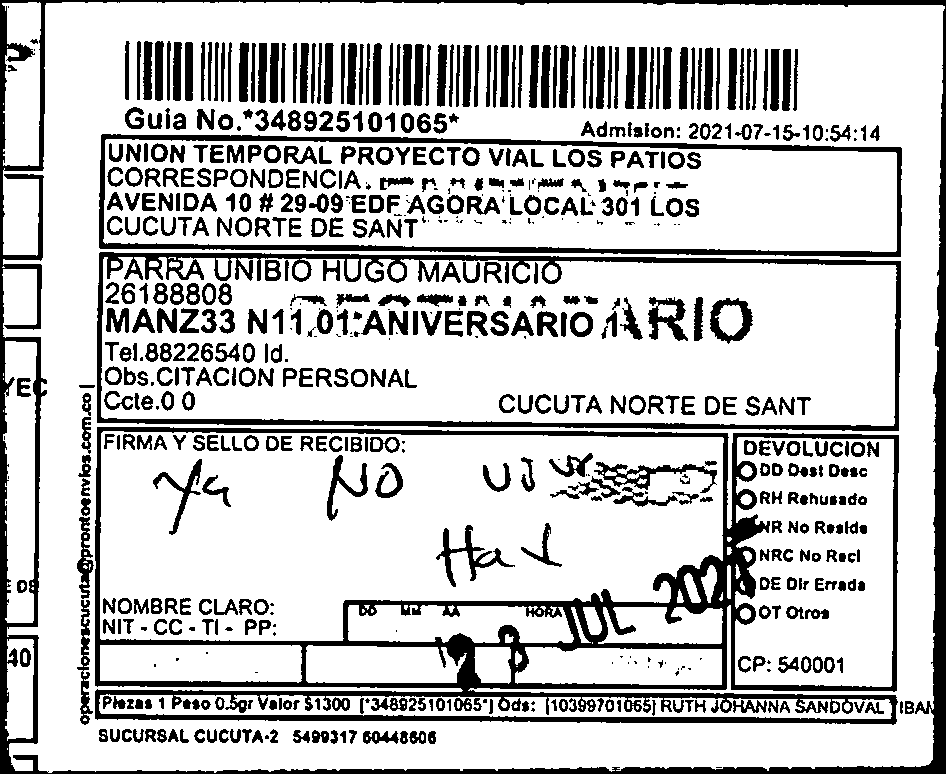 Guia No.*348925101065*
Admision: 2021-07-15-10:54:14
UNION TEMPORAL PROYECTO VIAL LOS PATIOS
CORRESPONDENCIA.
AVENIDA 10 # 29-09 EDF AGORA LOCAL 301 LOS
CUCUTA NORTE DE SANT
PARRA UNIBIO HUGO MAURICIO
26188808
MANZ33 N11,01 ANIVERSARIO
ARIO
Tel.88226540 Id.
Obs.CITACION PERSONAL
Ccte.0 0
CUCUTA NORTE DE SANT
YEC
operacionescucuta@prontoenvios.com.co
FIRMA Y SELLO DE RECIBIDO:
Ya NO
DEVOLUCION
DD Dest Desc
RH Rehusado
NR No Reside
NRC No Reci
DE Dir Errada
OT Otros
JUL 202
NOMBRE CLARO:
NIT - CC - TI - PP:
DD MM AA HORA
CP: 540001
40
Piezas 1 Peso 0.5gr Valor $1300 [*348925101065*] Ods: [10399701065] RUTH JOHANNA SANDOVAL TIBAN
SUCURSAL CUCUTA-2 5499317 60448606